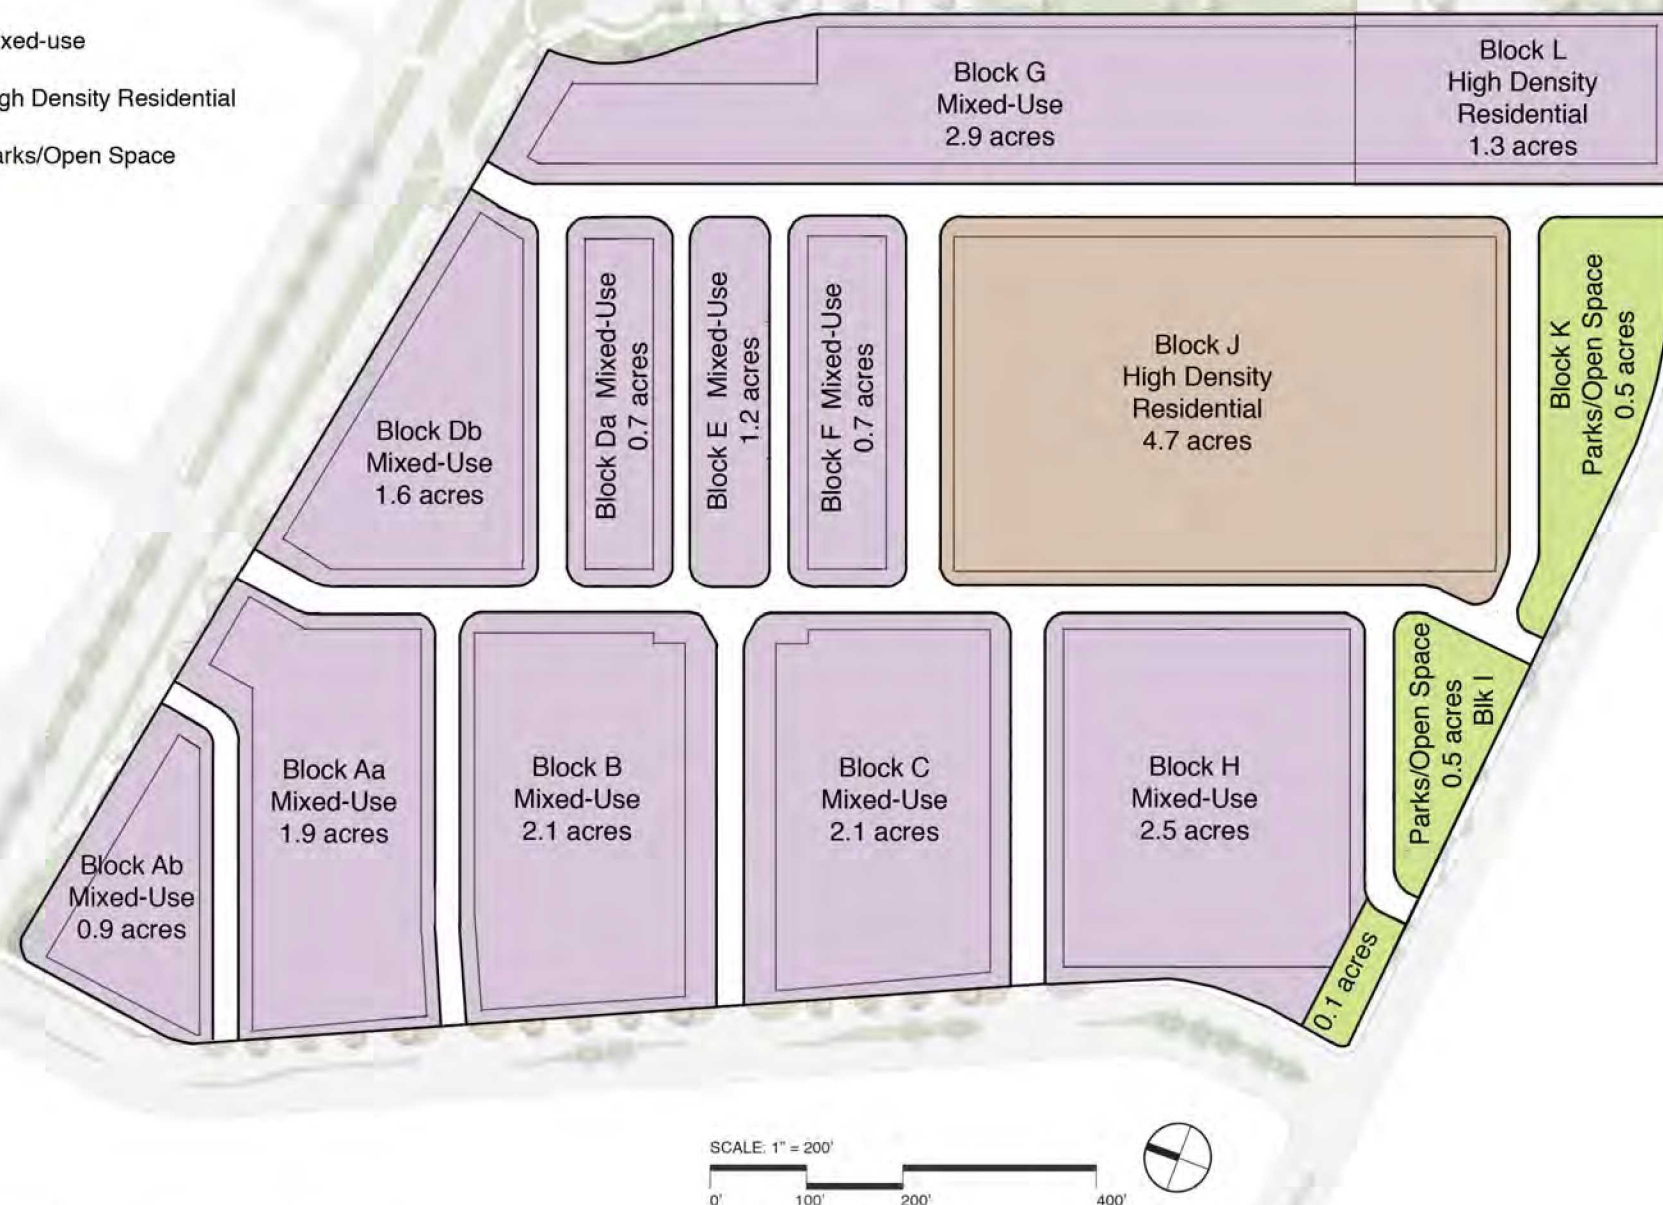 xed-use
gh Density Residential
arks/Open Space
Block G
Mixed-Use
2.9 acres
Block L
High Density
Residential
1.3 acres
Block Db
Mixed-Use
1.6 acres
Block Da Mixed-Use
0.7 acres
Block E Mixed-Use
1.2 acres
Block F Mixed-Use
0.7 acres
Block J
High Density
Residential
4.7 acres
Block K
Parks/Open Space
0.5 acres
Block Ab
Mixed-Use
0.9 acres
Block Aa
Mixed-Use
1.9 acres
Block B
Mixed-Use
2.1 acres
Block C
Mixed-Use
2.1 acres
Block H
Mixed-Use
2.5 acres
Parks/Open Space
0.5 acres
Blk I
0.1 acres
SCALE: 1" = 200'
0' 100' 200' 400'